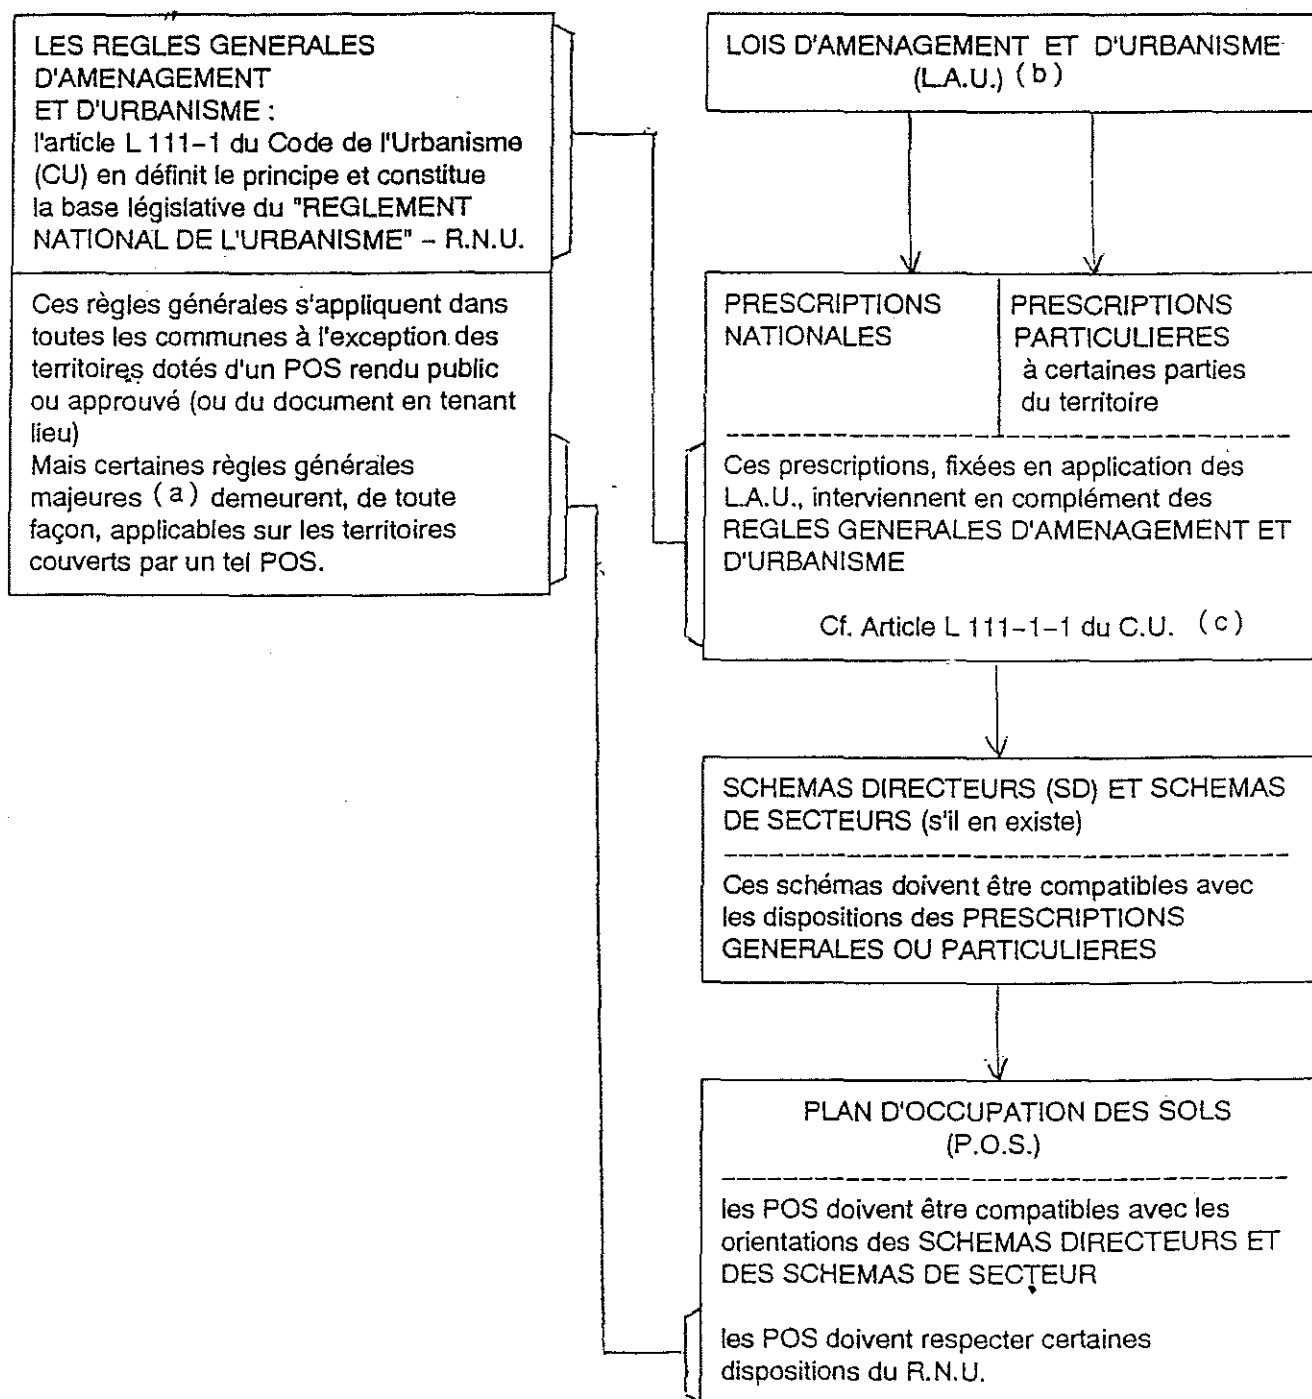 LES REGLES GENERALES
D'AMENAGEMENT
ET D'URBANISME :
l'article L 111-1 du Code de l'Urbanisme
(CU) en définit le principe et constitue
la base législative du "REGLEMENT
NATIONAL DE L'URBANISME" – R.N.U.
Ces règles générales s'appliquent dans
toutes les communes à l'exception des
territoires dotés d'un POS rendu public
ou approuvé (ou du document en tenant
lieu)
Mais certaines règles générales
majeures (a) demeurent, de toute
façon, applicables sur les territoires
couverts par un tel POS.
LOIS D'AMENAGEMENT ET D'URBANISME
(L.A.U.) (b)
PRESCRIPTIONS
NATIONALES
PRESCRIPTIONS
PARTICULIERES
à certaines parties
du territoire
Ces prescriptions, fixées en application des
L.A.U., interviennent en complément des
REGLES GENERALES D'AMENAGEMENT ET
D'URBANISME
Cf. Article L 111-1-1 du C.U. (c)
SCHEMAS DIRECTEURS (SD) ET SCHEMAS
DE SECTEURS (s'il en existe)
Ces schémas doivent être compatibles avec
les dispositions des PRESCRIPTIONS
GENERALES OU PARTICULIERES
PLAN D'OCCUPATION DES SOLS
(P.O.S.)
les POS doivent être compatibles avec les
orientations des SCHEMAS DIRECTEURS ET
DES SCHEMAS DE SECTEUR
les POS doivent respecter certaines
dispositions du R.N.U.